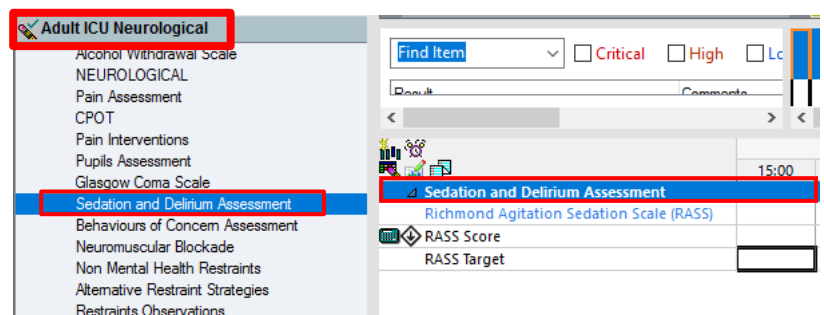 Adult ICU Neurological
Alcohol Withdrawal Scale
NEUROLOGICAL
Pain Assessment
CPOT
Pain Interventions
Pupils Assessment
Glasgow Coma Scale
Sedation and Delirium Assessment
Behaviours of Concern Assessment
Neuromuscular Blockade
Non Mental Health Restraints
Alternative Restraint Strategies
Restraints Observations
Find Item Critical High
Result Comments
15:00
Sedation and Delirium Assessment
Richmond Agitation Sedation Scale (RASS)
RASS Score
RASS Target